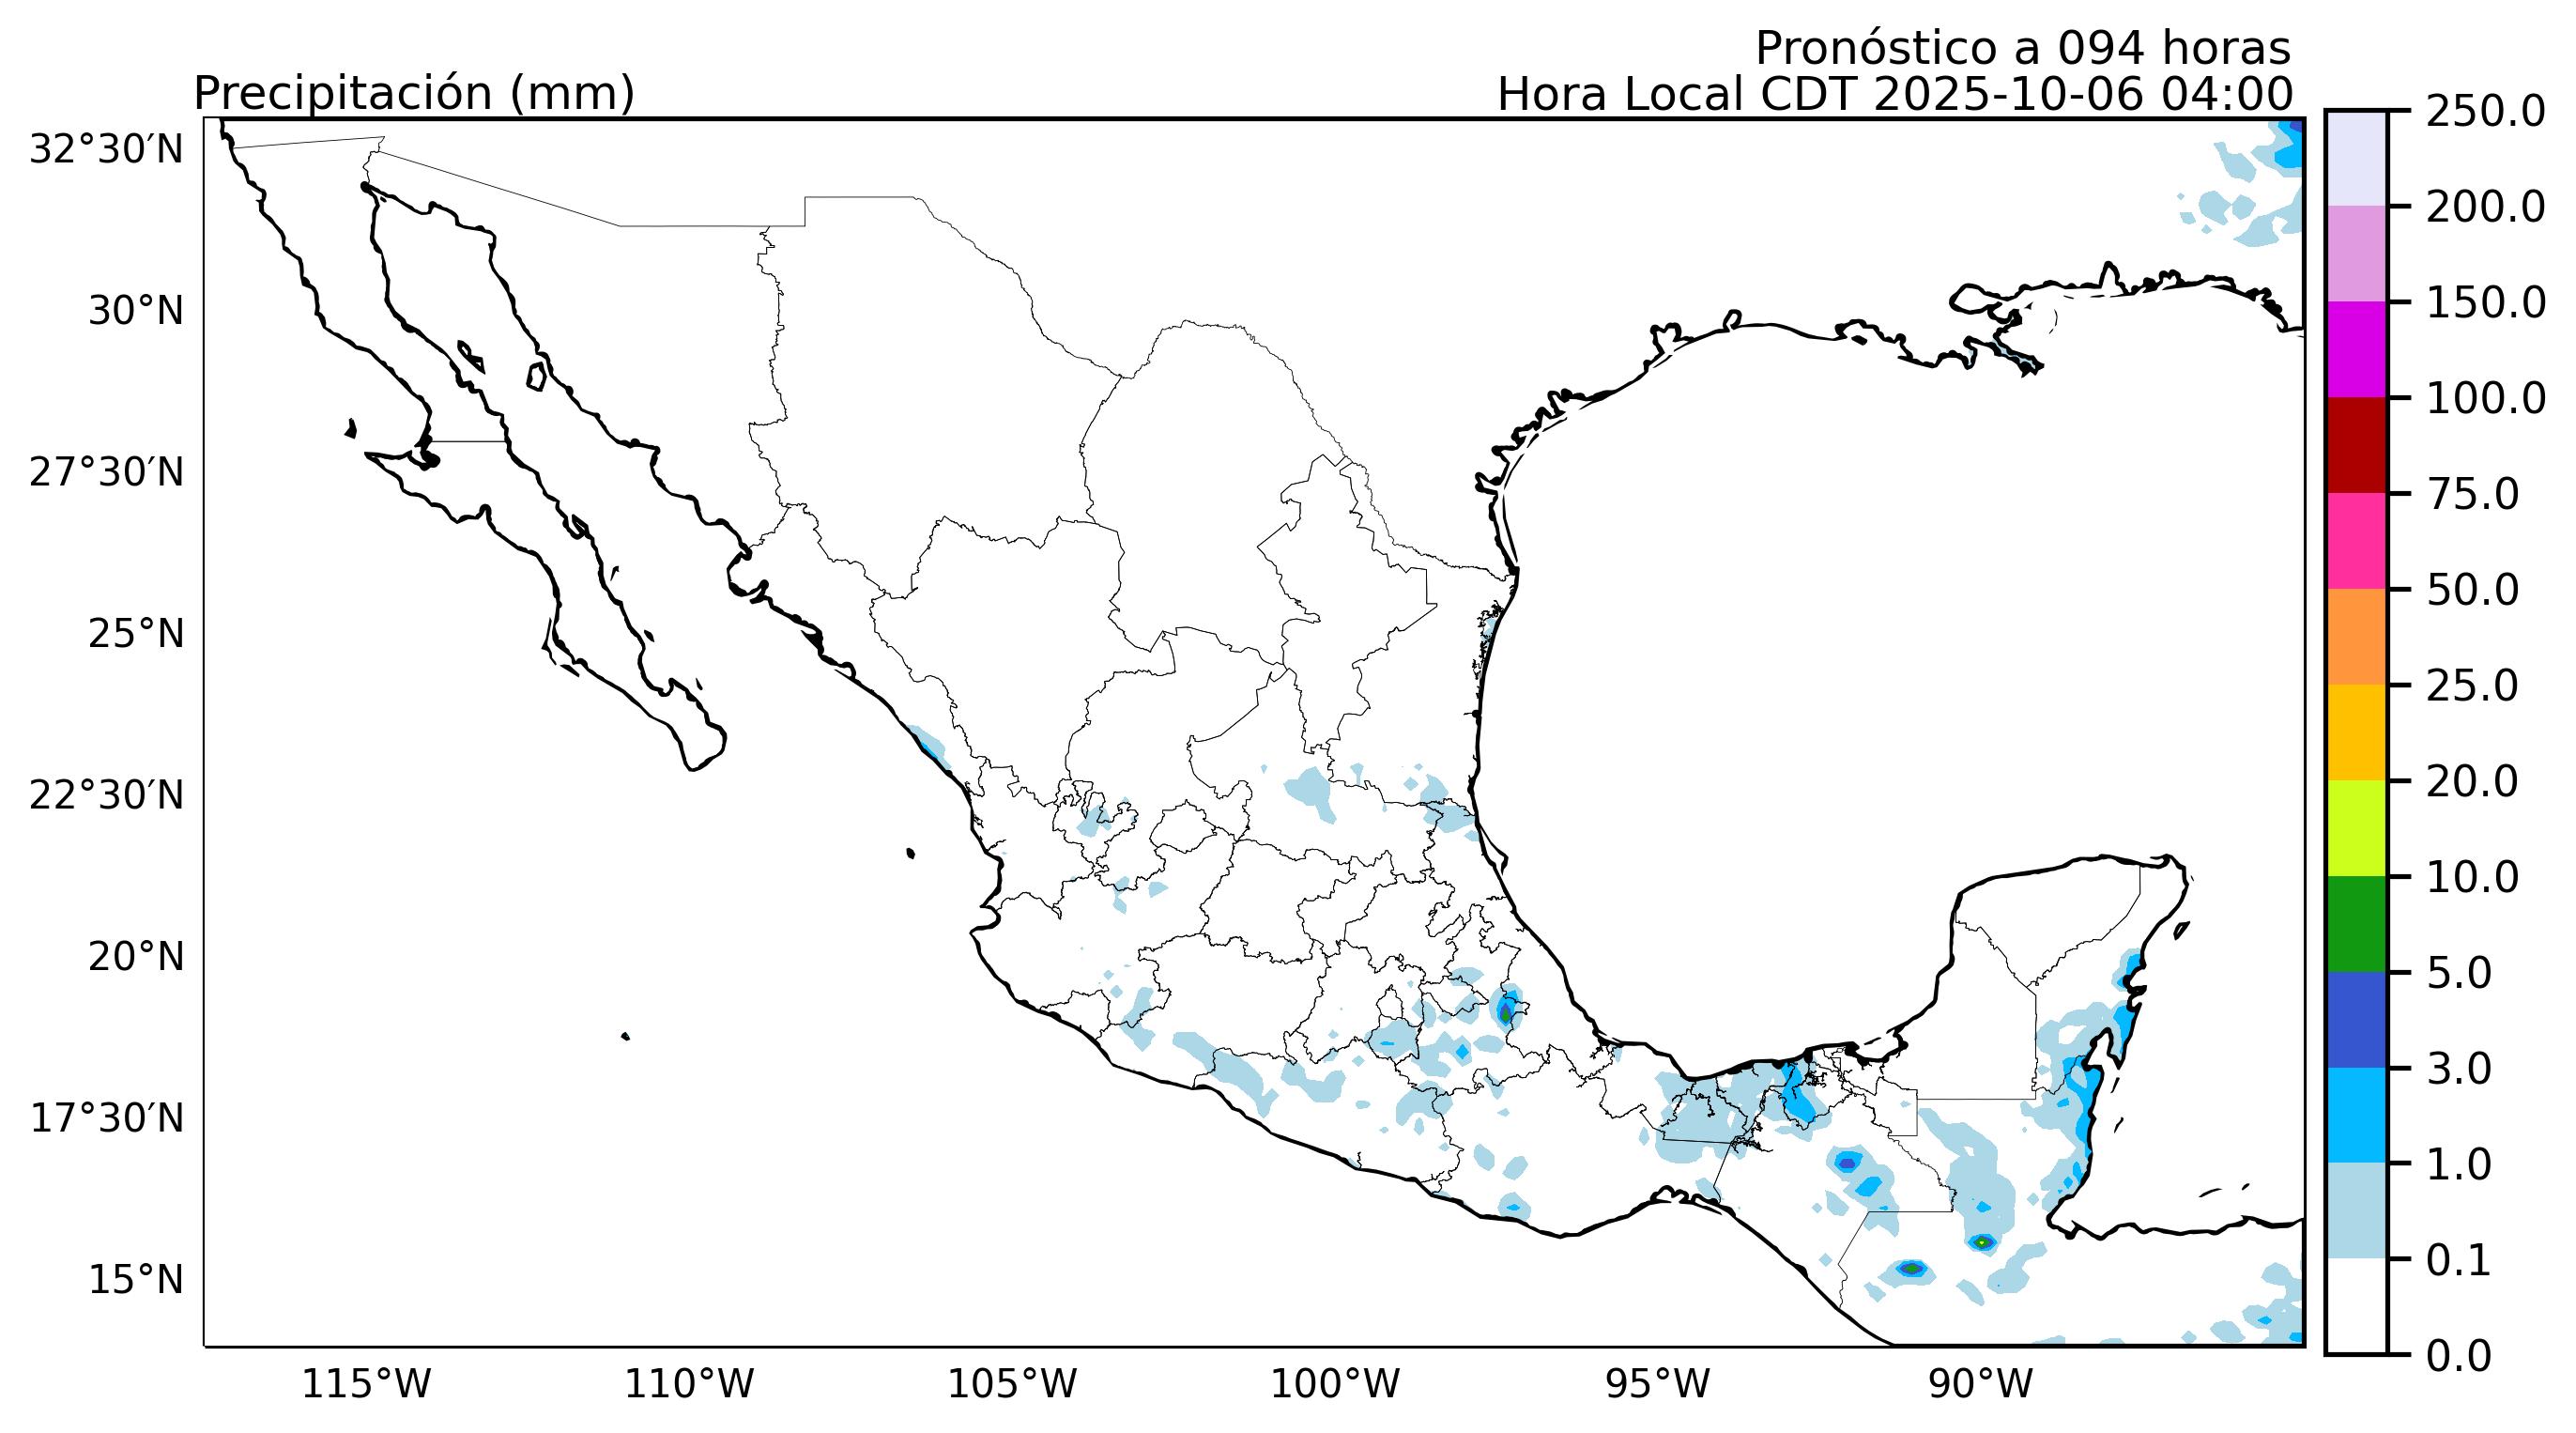 Pronóstico a 094 horas
Precipitación (mm)
Hora Local CDT 2025-10-06 04:00
32°30′N
30°N
27°30′N
25°N
22°30′N
20°N
17°30′N
15°N
115°W
110°W
105°W
100°W
95°W
90°W
250.0
200.0
150.0
100.0
75.0
50.0
25.0
20.0
10.0
5.0
3.0
1.0
0.1
0.0